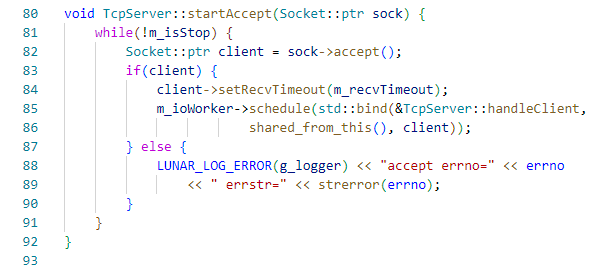 80 void TcpServer::startAccept(Socket::ptr sock) {
81     while(!m_isStop) {
82         Socket::ptr client = sock->accept();
83         if(client) {
84             client->setRecvTimeout(m_recvTimeout);
85             m_ioWorker->schedule(std::bind(&TcpServer::handleClient,
86                         shared_from_this(), client));
87         } else {
88             LUNAR_LOG_ERROR(g_logger) << "accept errno=" << errno
89                 << " errstr=" << strerror(errno);
90         }
91     }
92 }
93